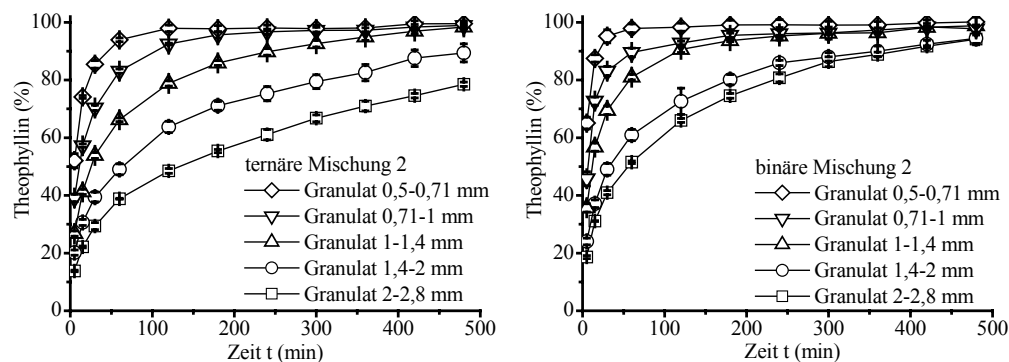 100
80
60
40
20
0
Theophyllin (%)
ternäre Mischung 2
Granulat 0,5-0,71 mm
Granulat 0,71-1 mm
Granulat 1-1,4 mm
Granulat 1,4-2 mm
Granulat 2-2,8 mm
0 100 200 300 400 500
Zeit t (min)
100
80
60
40
20
0
Theophyllin (%)
binäre Mischung 2
Granulat 0,5-0,71 mm
Granulat 0,71-1 mm
Granulat 1-1,4 mm
Granulat 1,4-2 mm
Granulat 2-2,8 mm
0 100 200 300 400 500
Zeit t (min)